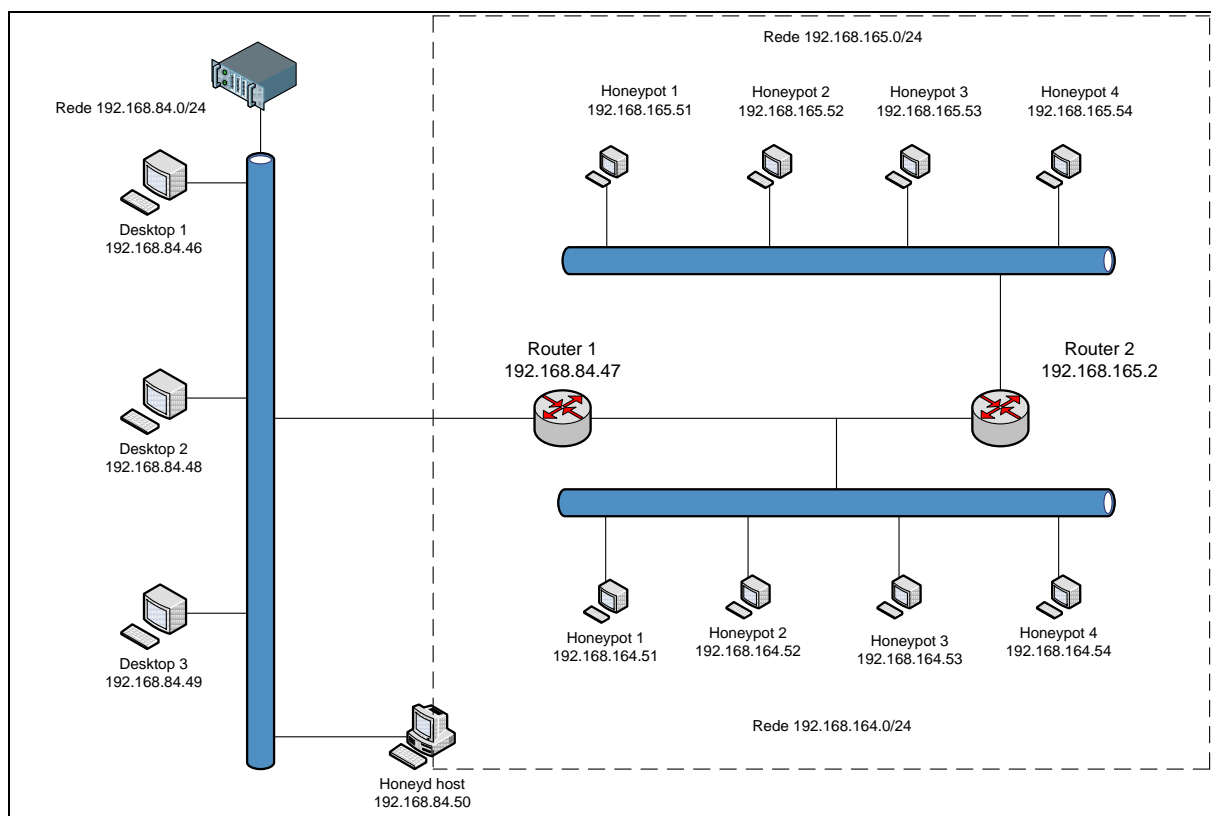 Rede 192.168.165.0/24
Honeypot 1
192.168.165.51
Honeypot 2
192.168.165.52
Honeypot 3
192.168.165.53
Honeypot 4
192.168.165.54
Rede 192.168.84.0/24
Desktop 1
192.168.84.46
Router 1
192.168.84.47
Router 2
192.168.165.2
Desktop 2
192.168.84.48
Desktop 3
192.168.84.49
Honeypot 1
192.168.164.51
Honeypot 2
192.168.164.52
Honeypot 3
192.168.164.53
Honeypot 4
192.168.164.54
Rede 192.168.164.0/24
Honeyd host
192.168.84.50